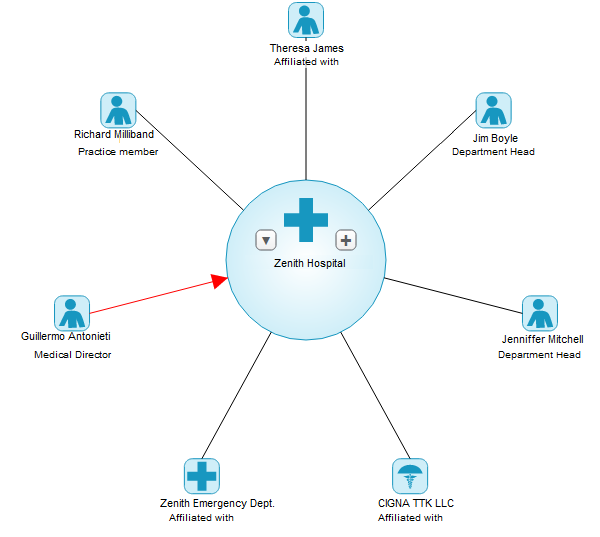 Theresa James
Affiliated with
Richard Milliband
Practice member
Jim Boyle
Department Head
Zenith Hospital
Guillermo Antonieti
Medical Director
Jenniffer Mitchell
Department Head
Zenith Emergency Dept.
Affiliated with
CIGNA TTK LLC
Affiliated with